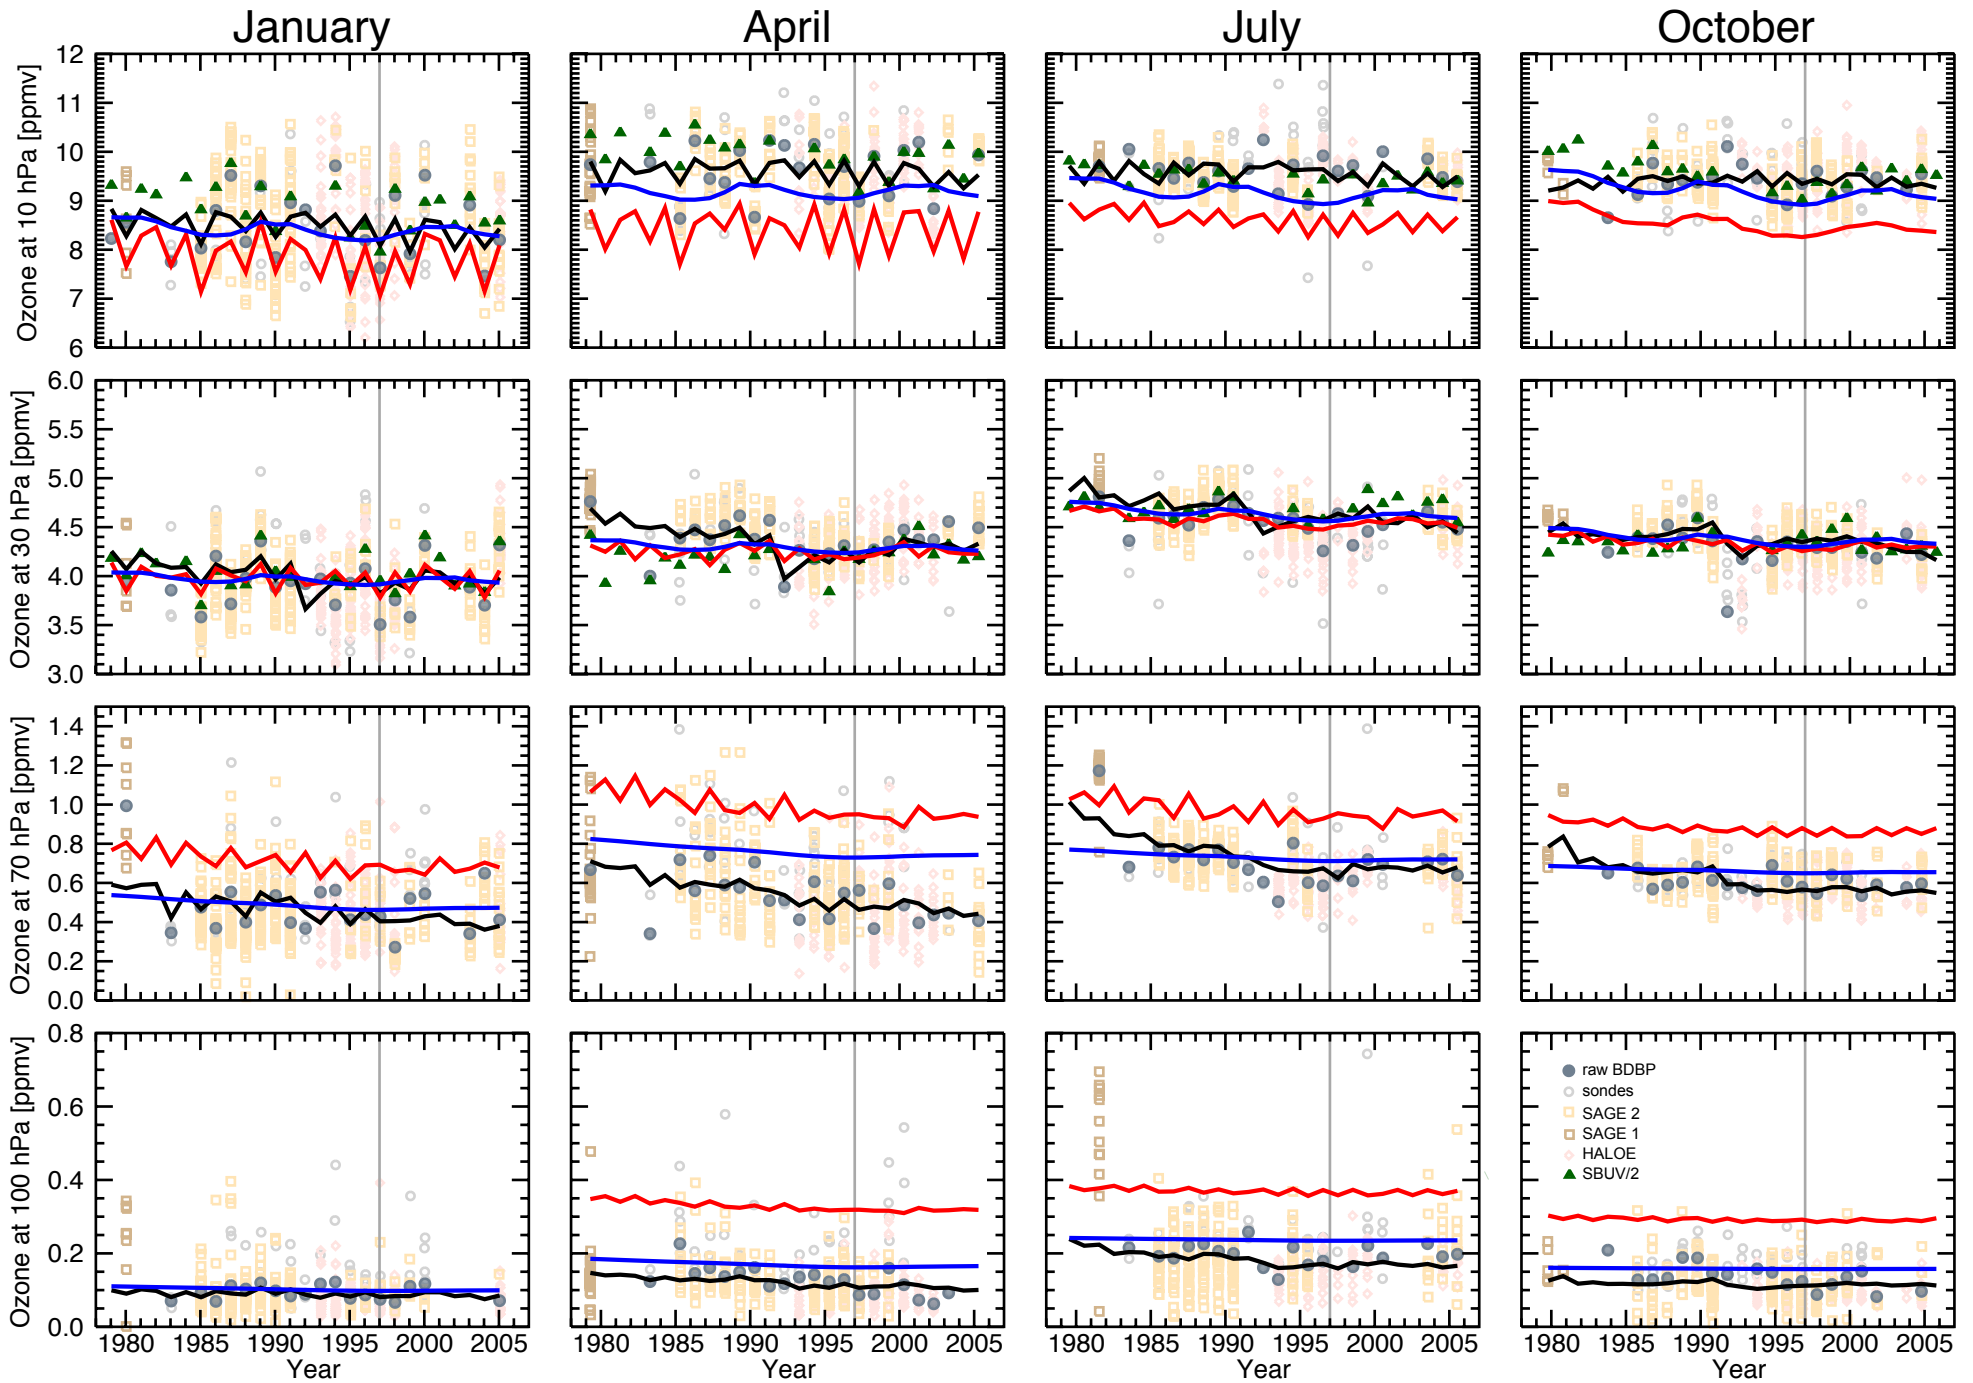 January April July October
Ozone at 10 hPa [ppmv]
12
11
10
9
8
7
6
Ozone at 30 hPa [ppmv]
6.0
5.5
5.0
4.5
4.0
3.5
3.0
Ozone at 70 hPa [ppmv]
1.4
1.2
1.0
0.8
0.6
0.4
0.2
0.0
Ozone at 100 hPa [ppmv]
0.8
0.6
0.4
0.2
0.0
raw BDBP
sondes
SAGE 2
SAGE 1
HALOE
SBUV/2
1980 1985 1990 1995 2000 2005 1980 1985 1990 1995 2000 2005 1980 1985 1990 1995 2000 2005 1980 1985 1990 1995 2000 2005
Year Year Year Year